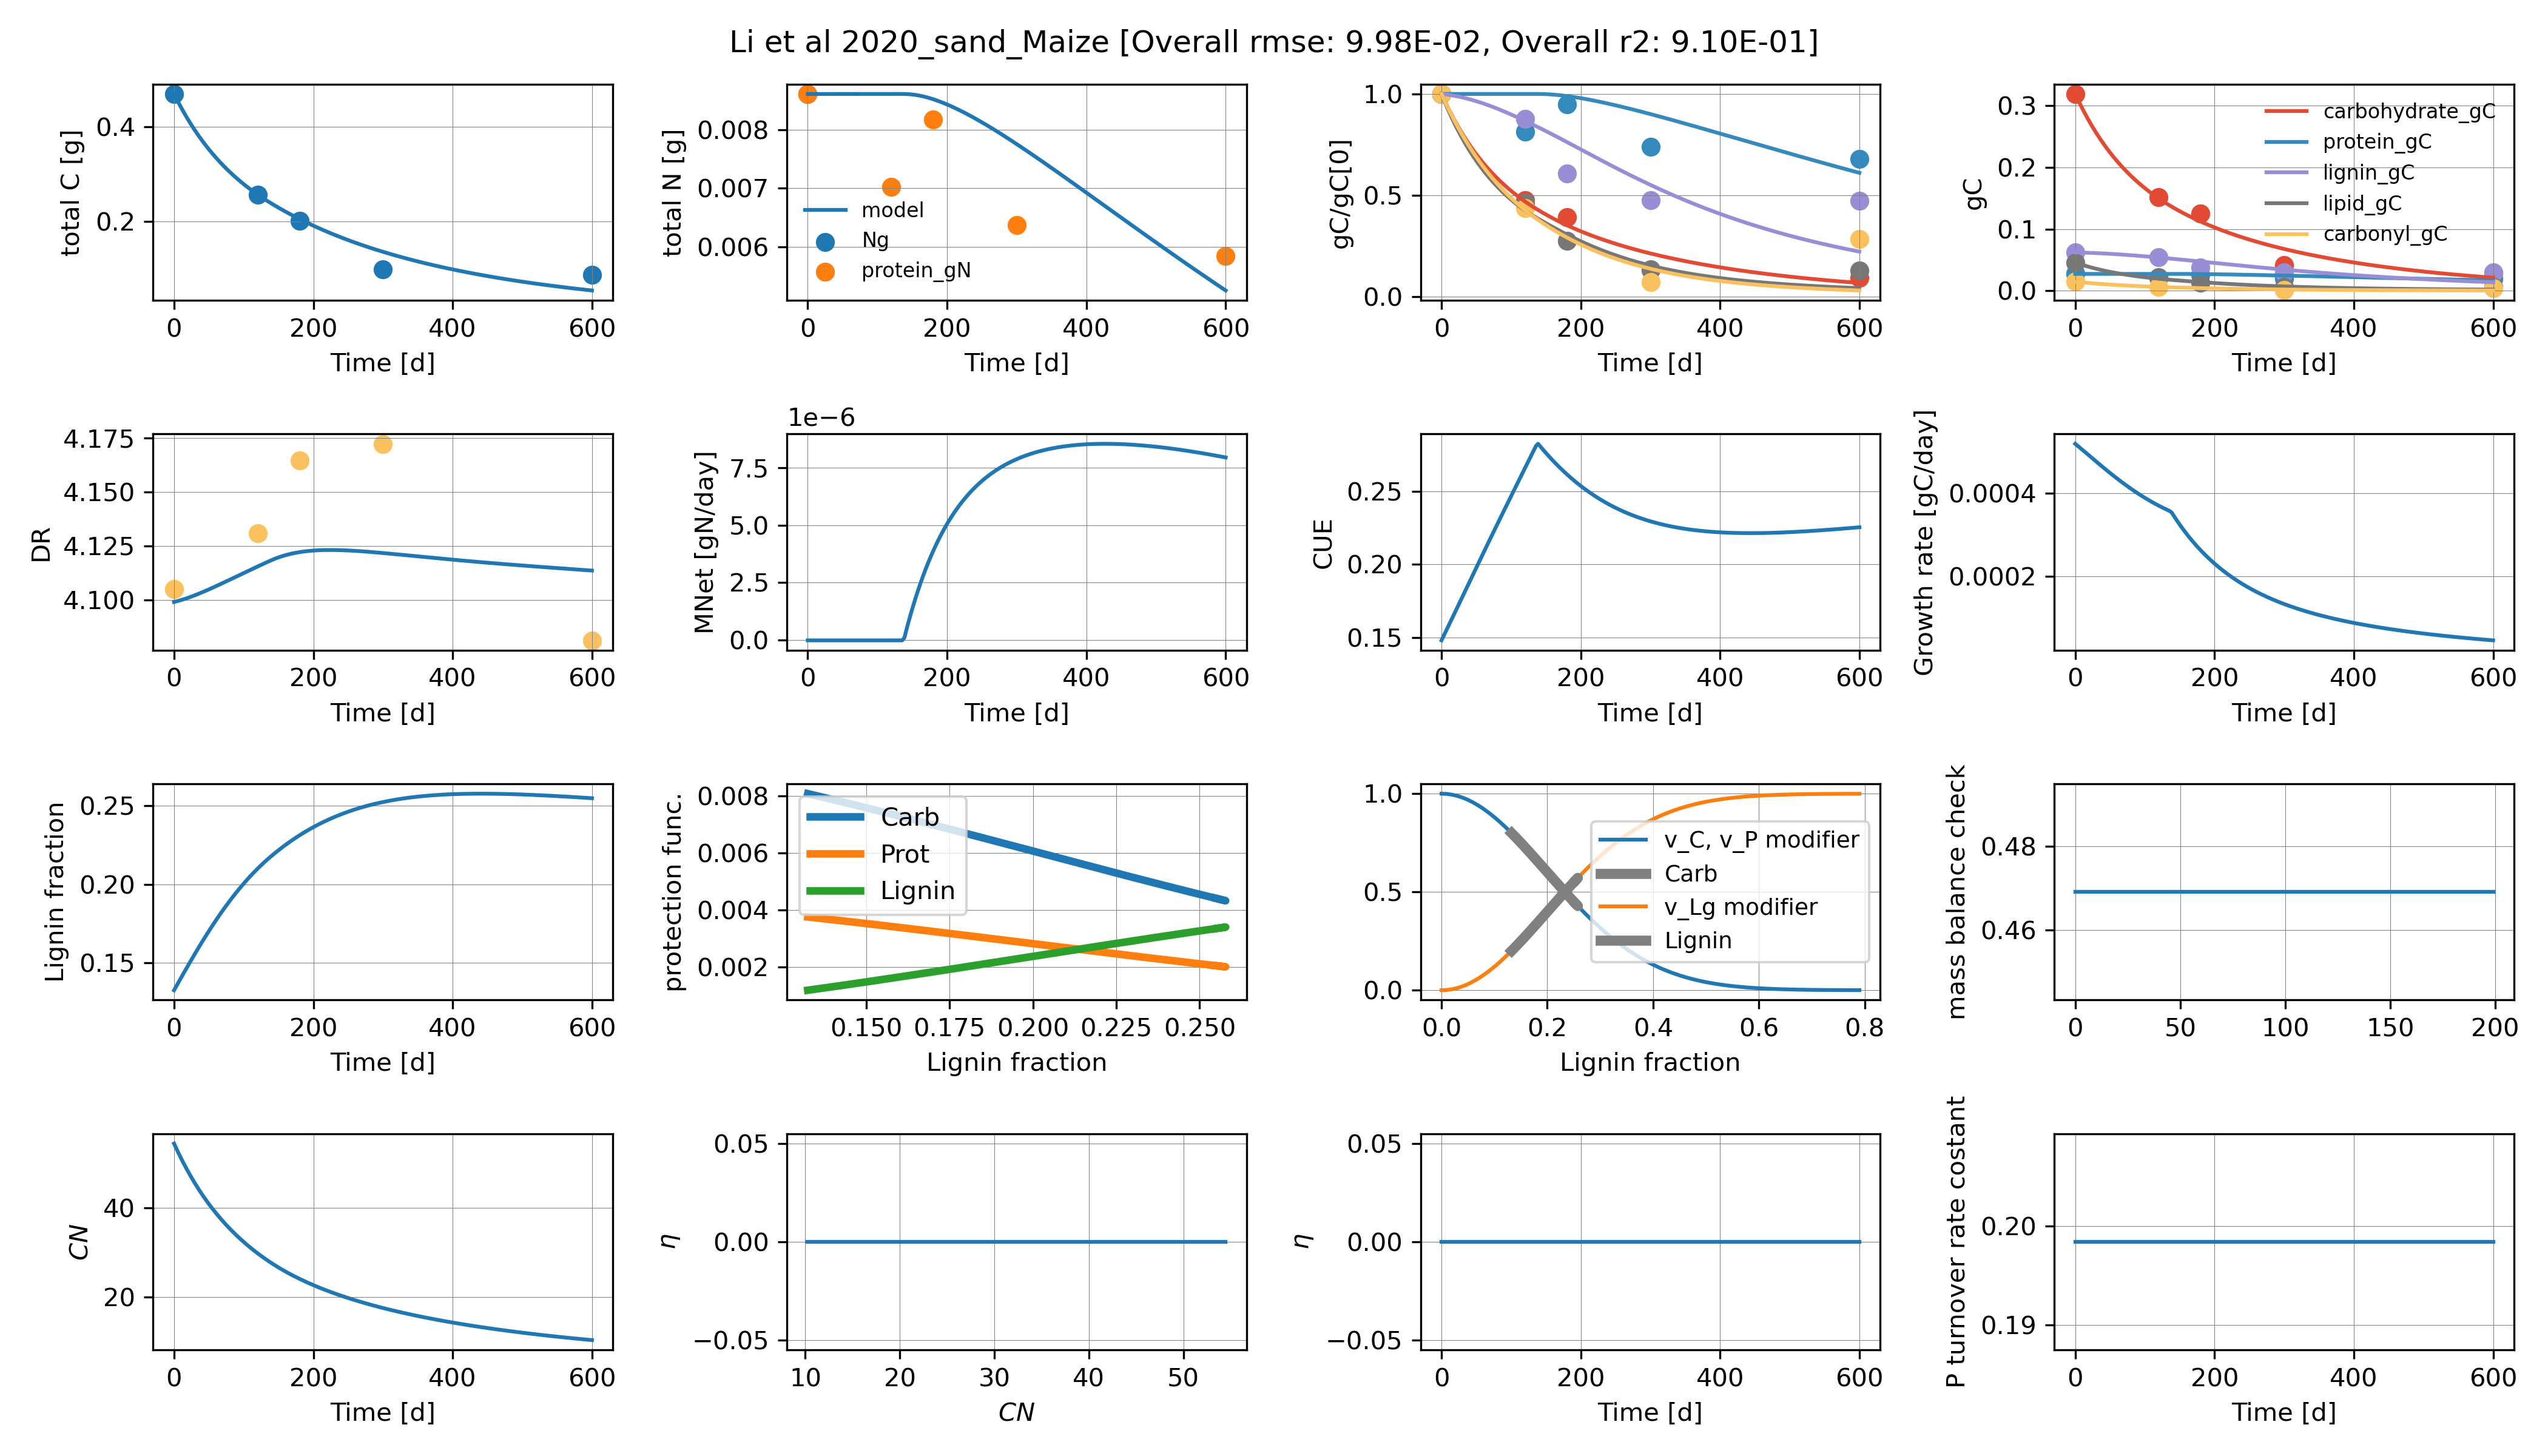 Li et al 2020_sand_Maize [Overall rmse: 9.98E-02, Overall r2: 9.10E-01]
total C [g]
0.4
0.2
0 200 400 600
Time [d]
total N [g]
0.008
0.007
0.006
model
Ng
protein_gN
0 200 400 600
Time [d]
gC/gC[0]
1.0
0.5
0.0
0 200 400 600
Time [d]
gC
0.3
0.2
0.1
0.0
carbohydrate_gC
protein_gC
lignin_gC
lipid_gC
carbonyl_gC
0 200 400 600
Time [d]
DR
4.175
4.150
4.125
4.100
0 200 400 600
Time [d]
1e−6
MNet [gN/day]
7.5
5.0
2.5
0.0
0 200 400 600
Time [d]
CUE
0.25
0.20
0.15
0 200 400 600
Time [d]
Growth rate [gC/day]
0.0004
0.0002
0 200 400 600
Time [d]
Lignin fraction
0.25
0.20
0.15
0 200 400 600
Time [d]
protection func.
0.008
0.006
0.004
0.002
Carb
Prot
Lignin
0.150 0.175 0.200 0.225 0.250
Lignin fraction
1.0
0.5
0.0
v_C, v_P modifier
Carb
v_Lg modifier
Lignin
0.0 0.2 0.4 0.6 0.8
Lignin fraction
mass balance check
0.48
0.46
0 50 100 150 200
CN
40
20
0 200 400 600
Time [d]
η
0.05
0.00
−0.05
10 20 30 40 50
CN
η
0.05
0.00
−0.05
0 200 400 600
Time [d]
P turnover rate costant
0.20
0.19
0 200 400 600
Time [d]